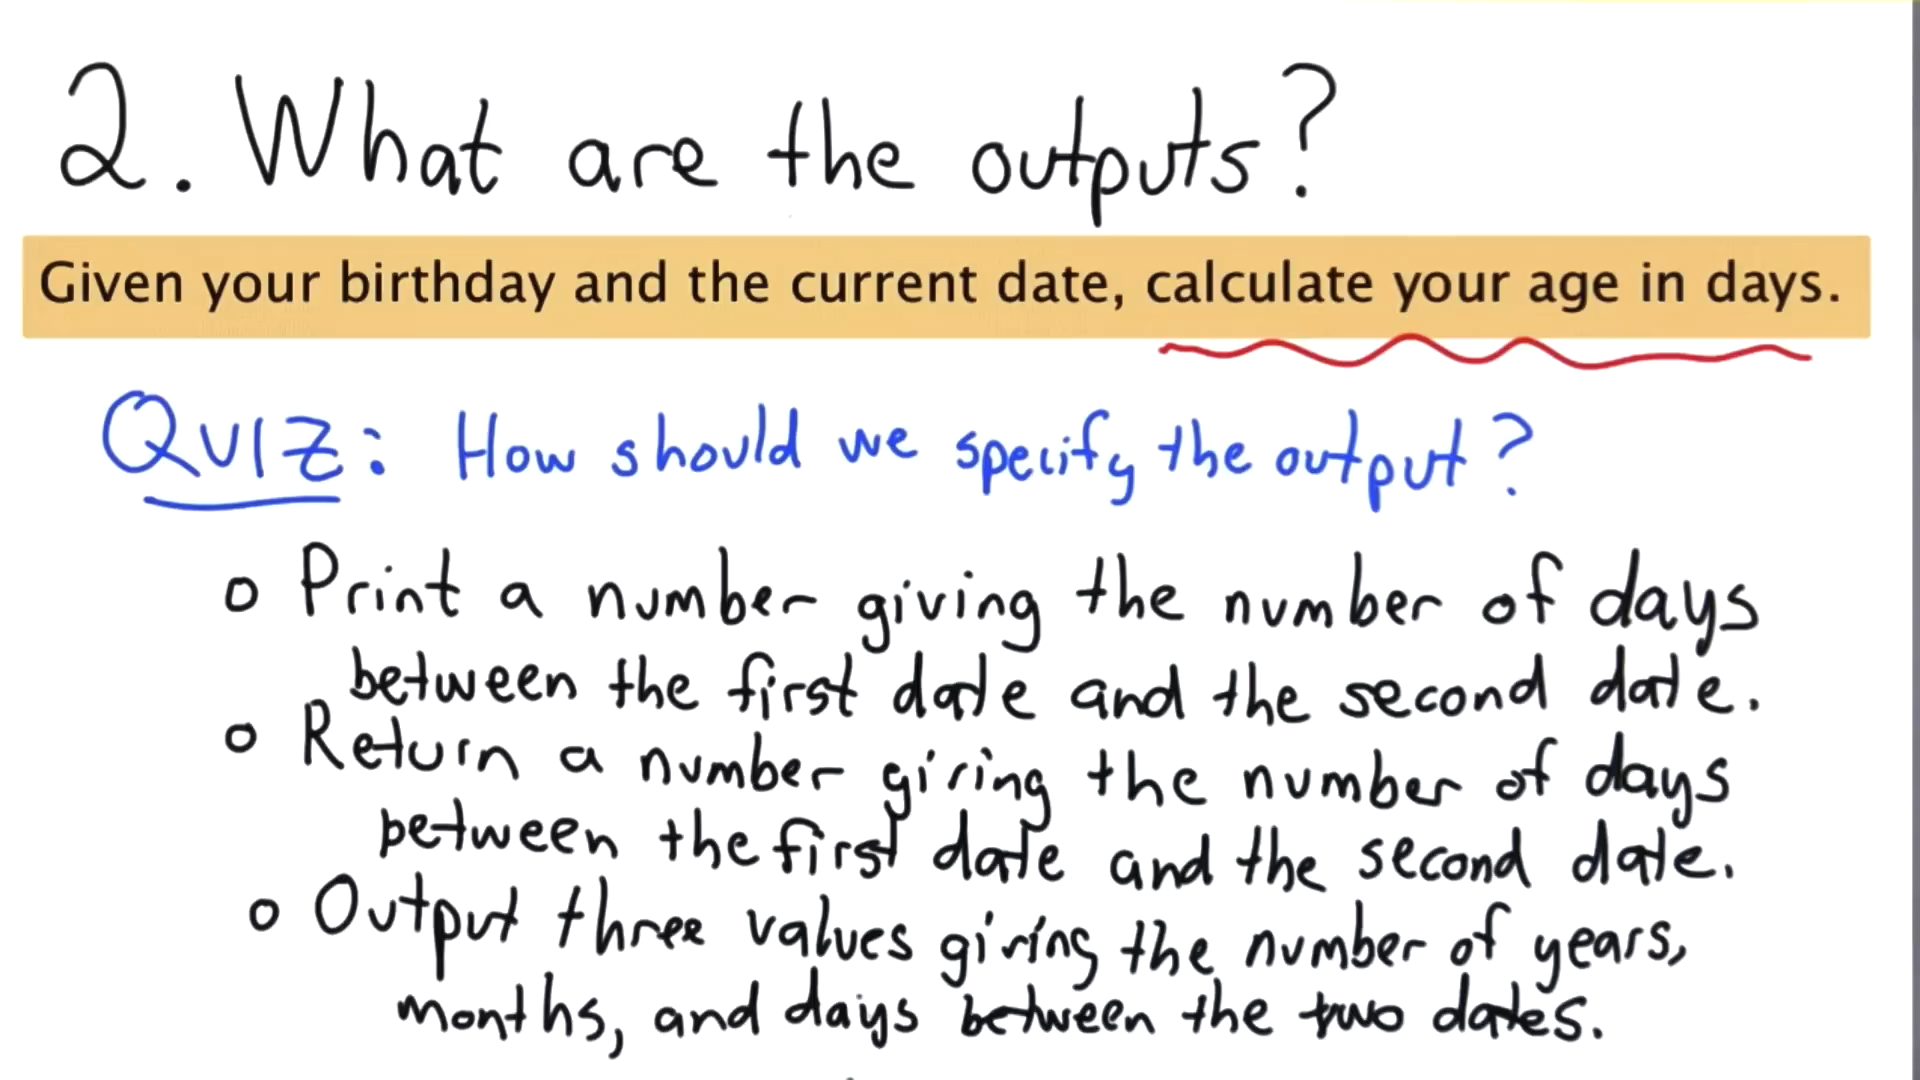 2. What are the outputs?
Given your birthday and the current date, calculate your age in days.
QUIZ: How should we specify the output?
o Print a number giving the number of days
between the first date and the second date.
o Return a number giving the number of days
between the first date and the second date.
o Output three values giving the number of years,
months, and days between the two dates.